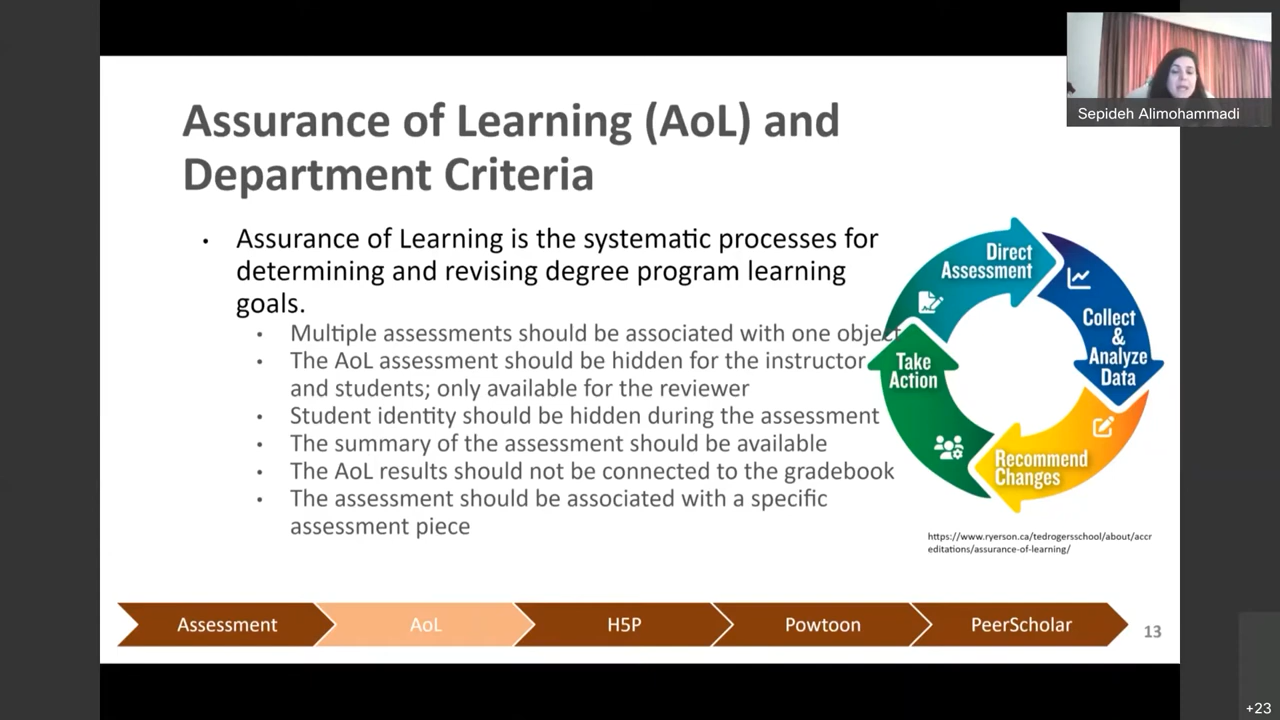 Sepideh Alimohammadi
Assurance of Learning (AoL) and
Department Criteria
• Assurance of Learning is the systematic processes for
determining and revising degree program learning
goals.
• Multiple assessments should be associated with one object
• The AoL assessment should be hidden for the instructor
and students; only available for the reviewer
• Student identity should be hidden during the assessment
• The summary of the assessment should be available
• The AoL results should not be connected to the gradebook
• The assessment should be associated with a specific
assessment piece
Direct
Assessment
Collect
&
Analyze
Data
Recommend
Changes
Take
Action
https://www.ryerson.ca/tedrogersschool/about/accr
editations/assurance-of-learning/
Assessment
AoL
H5P
Powtoon
PeerScholar
13
+23